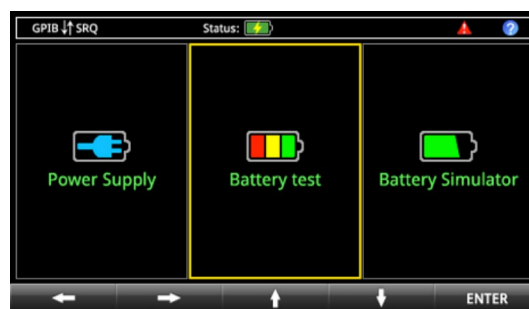 GPIB ↓↑ SRQ Status:
Power Supply Battery test Battery Simulator
ENTER